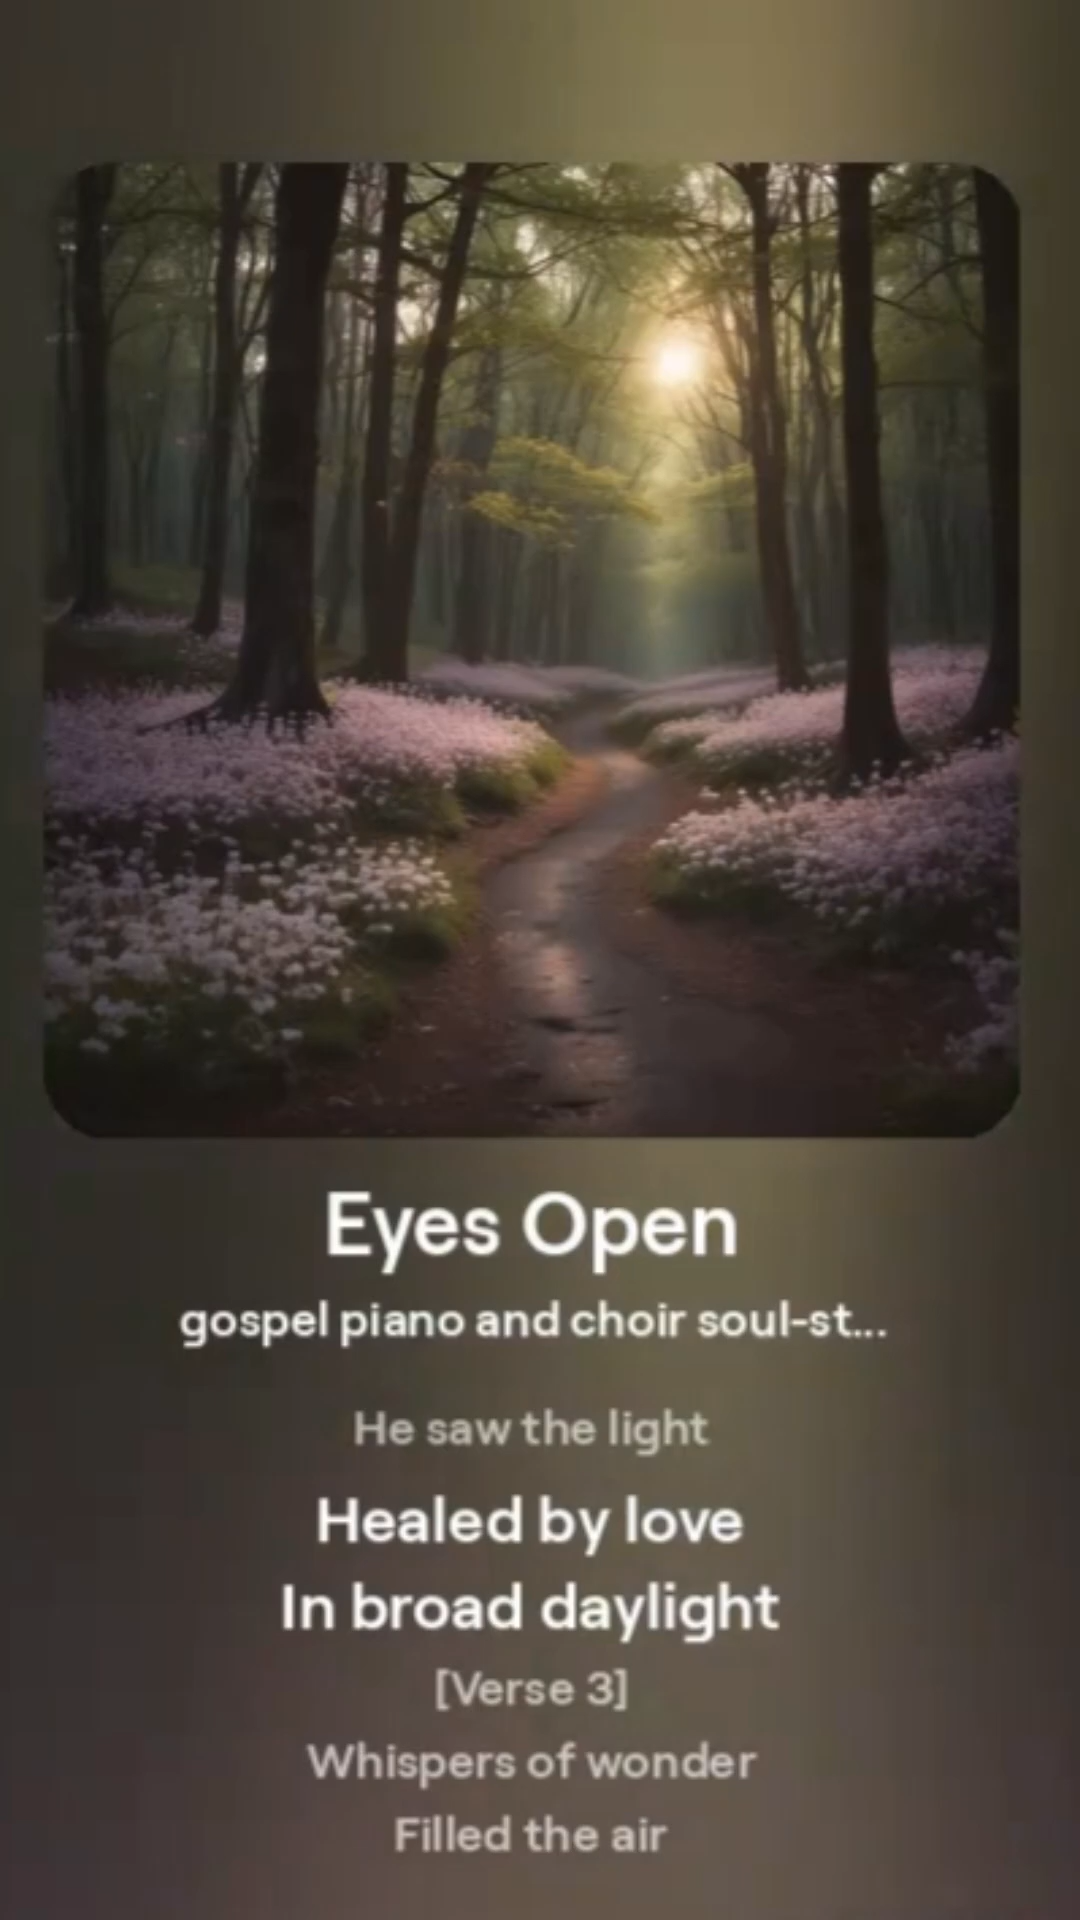 Eyes Open
gospel piano and choir soul-st...
He saw the light
Healed by love
In broad daylight
[Verse 3]
Whispers of wonder
Filled the air